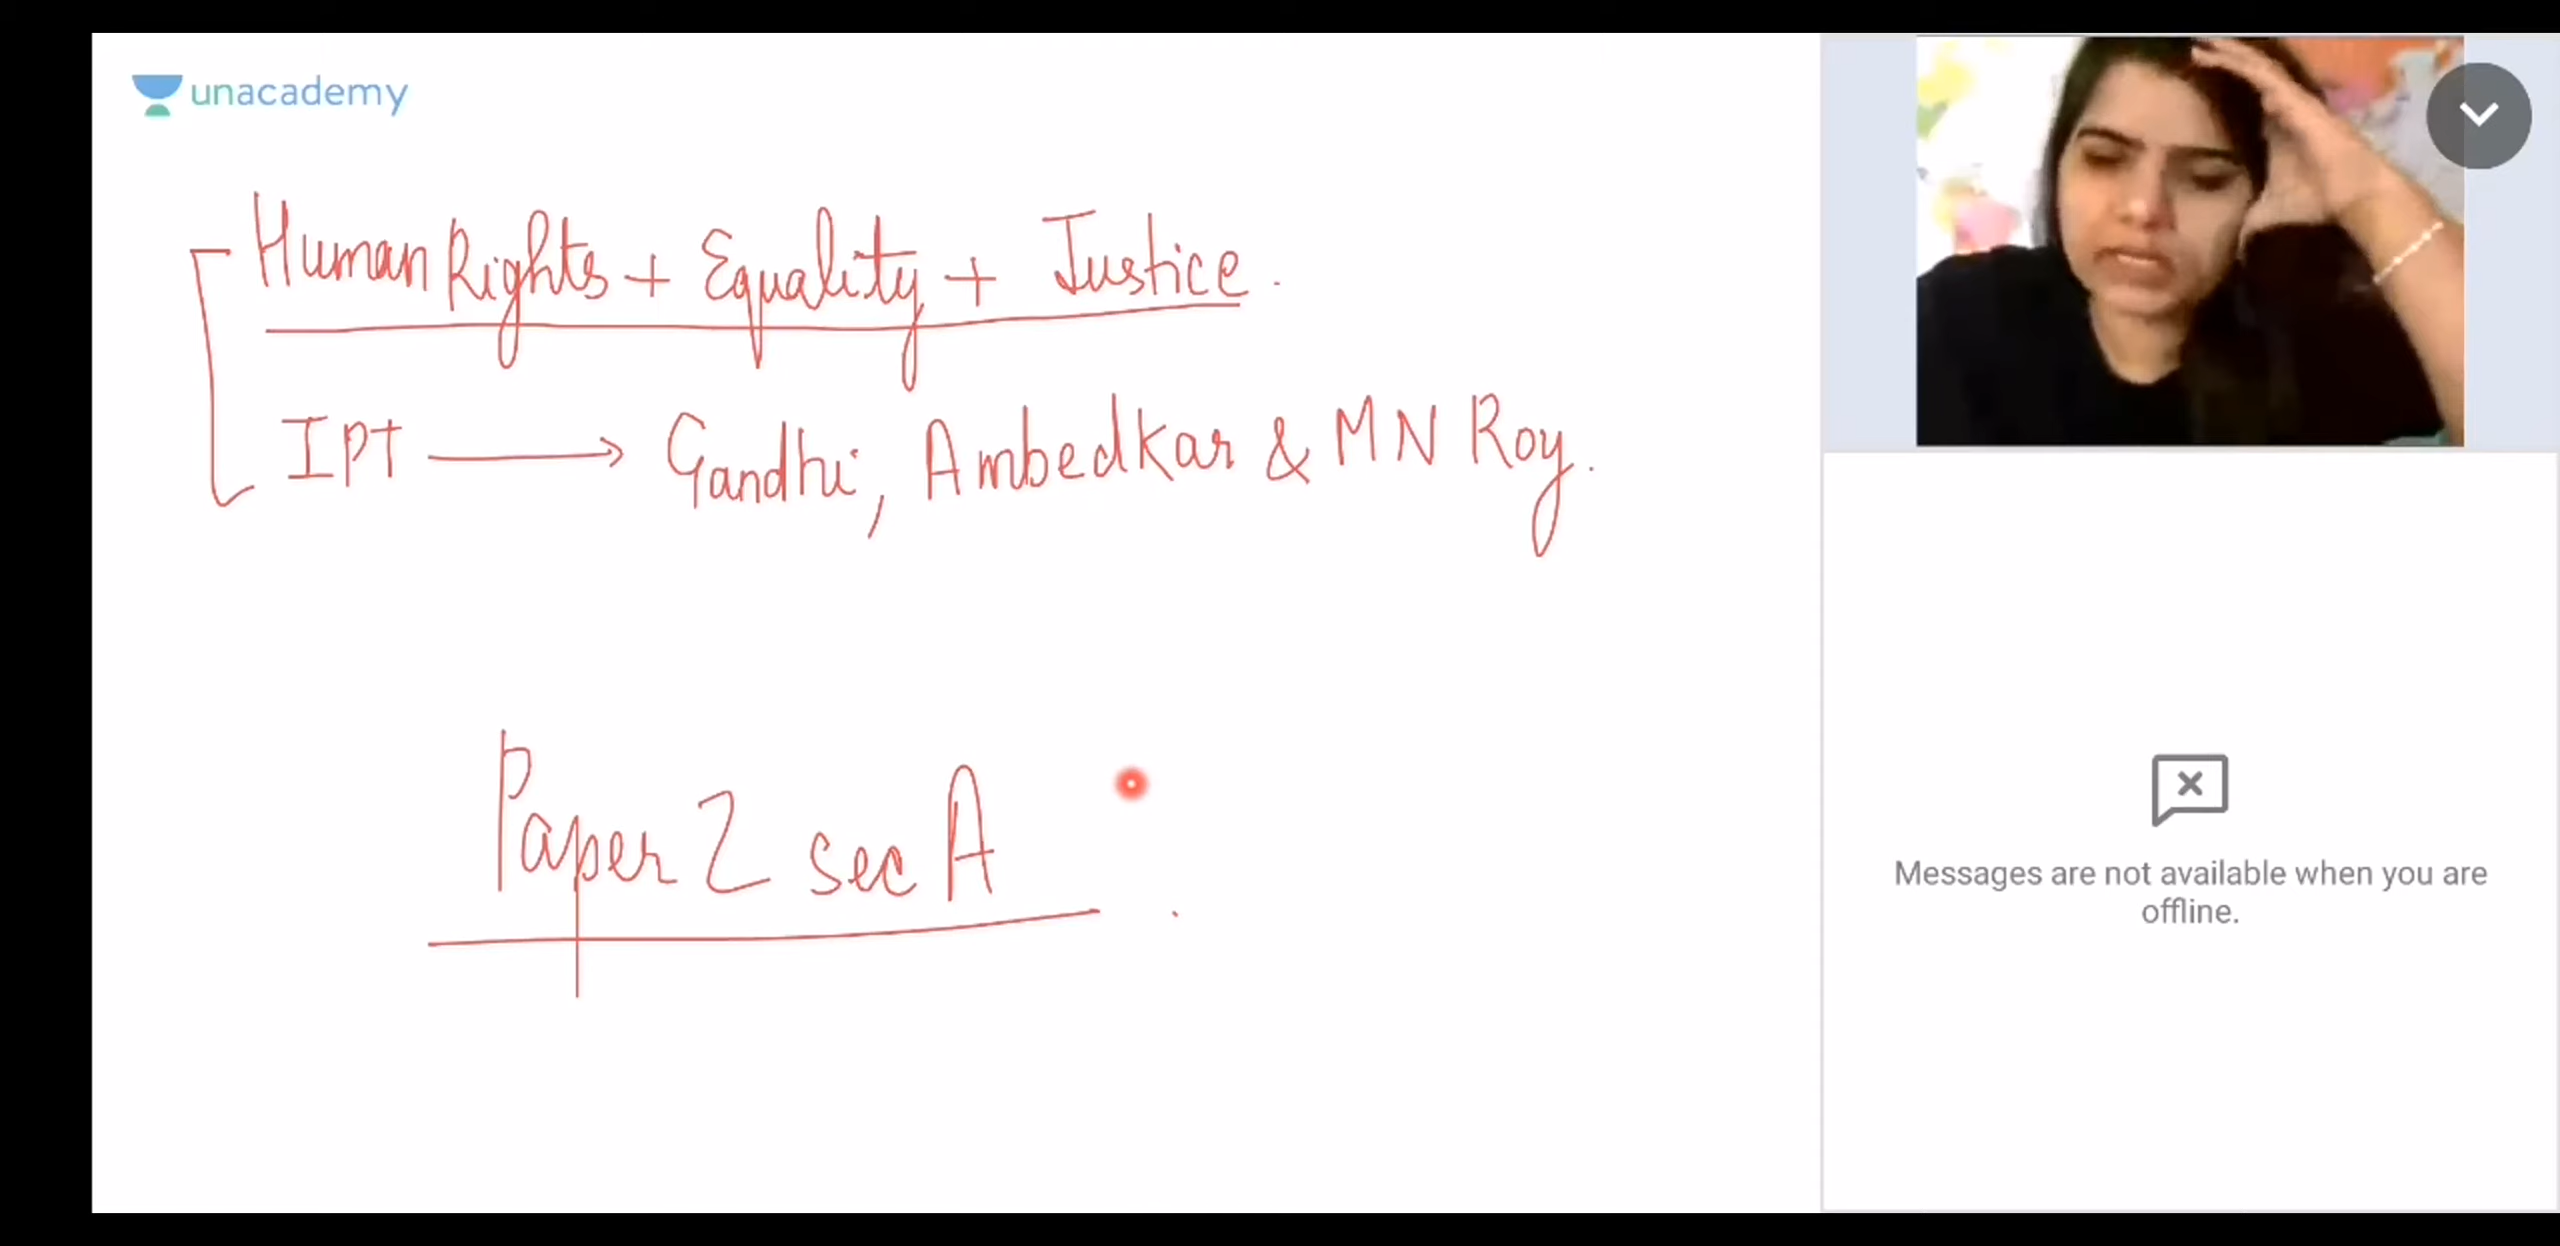 unacademy
Human Rights + Equality + Justice.
IPT → Gandhi, Ambedkar & MN Roy.
Paper 2 sec A
Messages are not available when you are
offline.